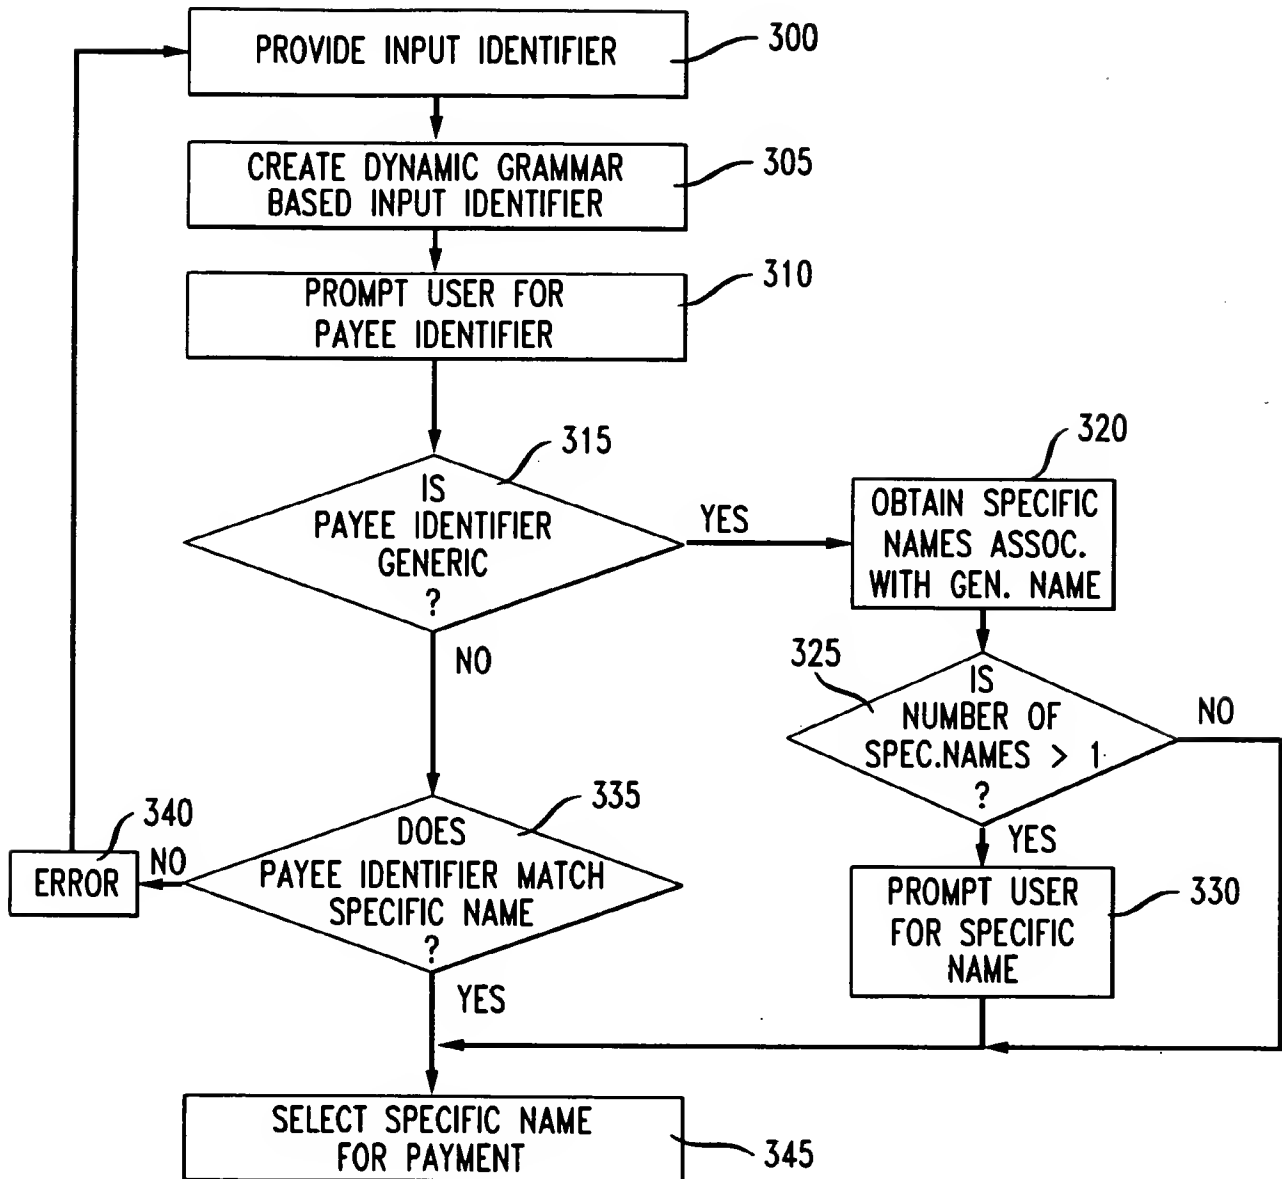 PROVIDE INPUT IDENTIFIER
300
CREATE DYNAMIC GRAMMAR
BASED INPUT IDENTIFIER
305
PROMPT USER FOR
PAYEE IDENTIFIER
310
315
IS
PAYEE IDENTIFIER
GENERIC
?
YES
NO
320
OBTAIN SPECIFIC
NAMES ASSOC.
WITH GEN. NAME
325
IS
NUMBER OF
SPEC.NAMES > 1
?
NO
YES
330
PROMPT USER
FOR SPECIFIC
NAME
335
DOES
PAYEE IDENTIFIER MATCH
SPECIFIC NAME
?
NO
YES
340
ERROR
SELECT SPECIFIC NAME
FOR PAYMENT
345